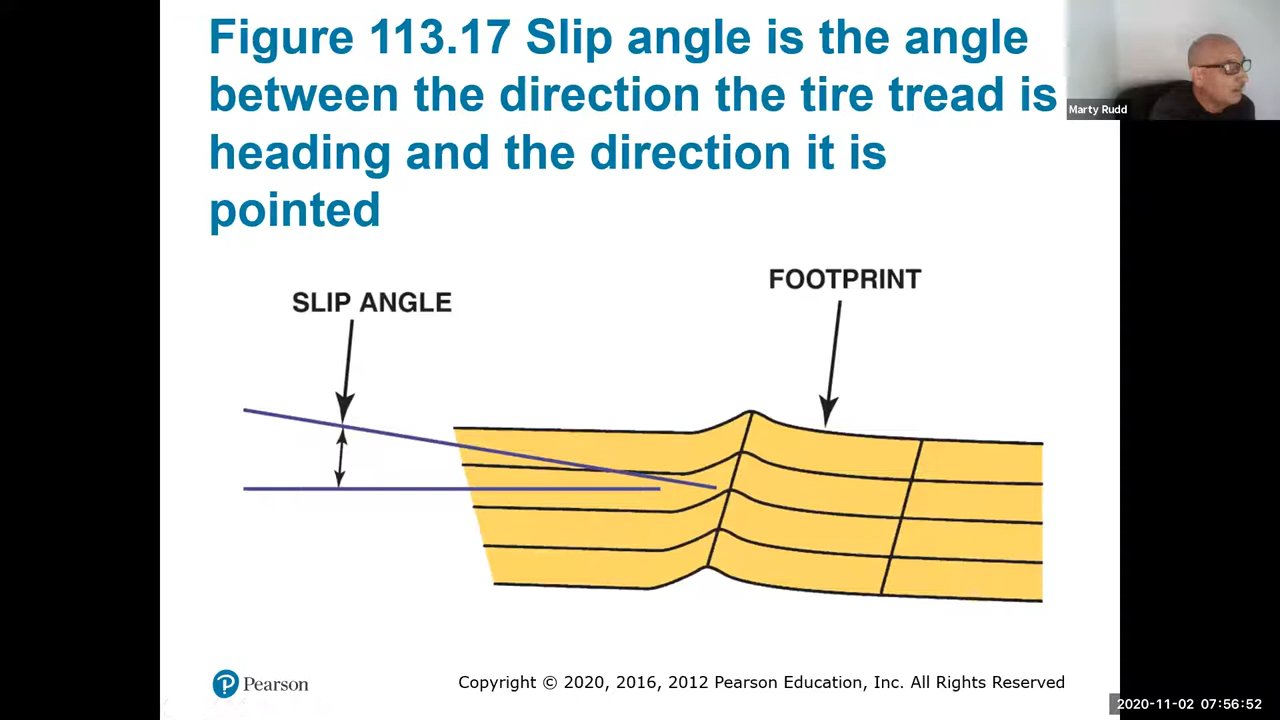 Figure 113.17 Slip angle is the angle
between the direction the tire tread is
heading and the direction it is
pointed
Marty Rudd
FOOTPRINT
SLIP ANGLE
Pearson
Copyright © 2020, 2016, 2012 Pearson Education, Inc. All Rights Reserved
2020-11-02 07:56:52